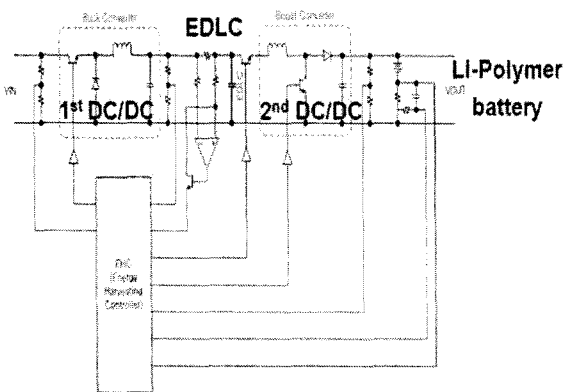 Buck Converter
EDLC
Boost Converter
VIN
1st DC/DC
2nd DC/DC
Li-Polymer
battery
VOUT
EHC
(Energy
Harvesting
Controller)